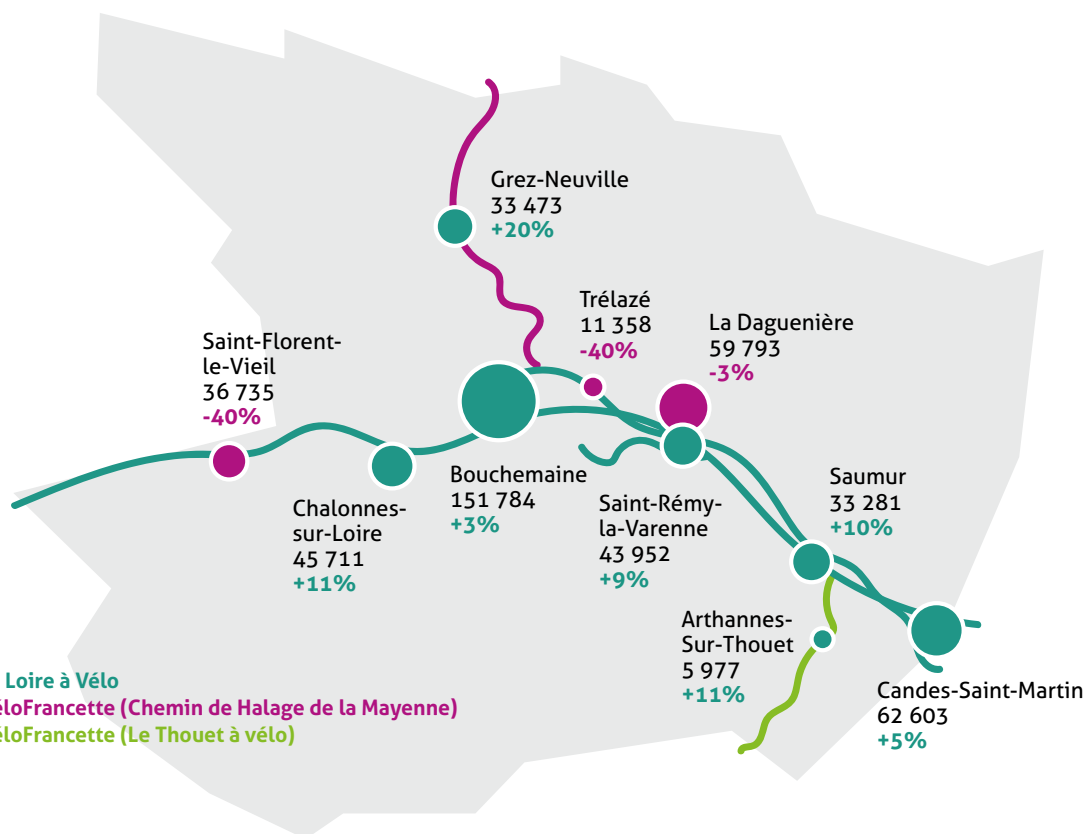 Grez-Neuville
33 473
+20%
Trélazé
11 358
-40%
La Daguenière
59 793
-3%
Saint-Florent-
le-Vieil
36 735
-40%
Chalonnes-
sur-Loire
45 711
+11%
Bouchemaine
151 784
+3%
Saint-Rémy-
la-Varenne
43 952
+9%
Saumur
33 281
+10%
Arthannes-
Sur-Thouet
5 977
+11%
Candes-Saint-Martin
62 603
+5%
Loire à Vélo
éloFrancette (Chemin de Halage de la Mayenne)
éloFrancette (Le Thouet à vélo)